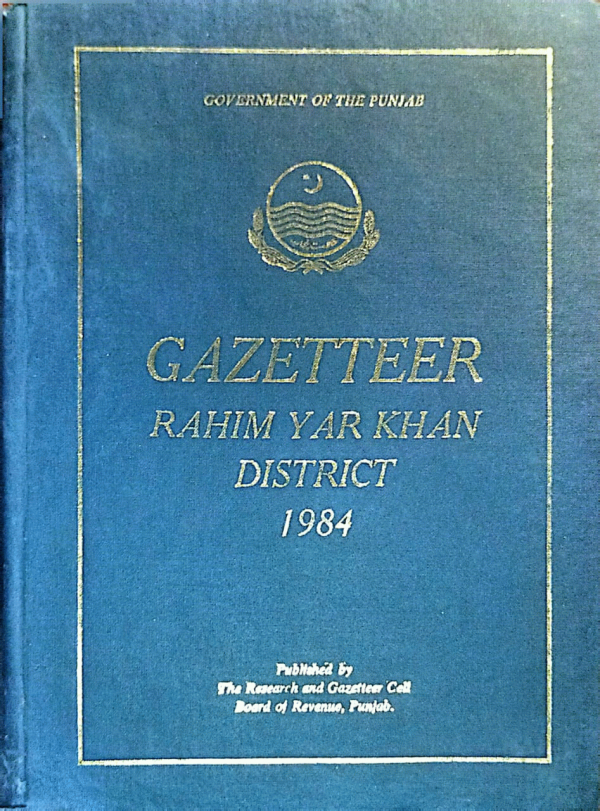 GOVERNMENT OF THE PUNJAB
GAZETTEER
RAHIM YAR KHAN
DISTRICT
1984
Published by
The Research and Gazetteer Cell
Board of Revenue, Punjab.